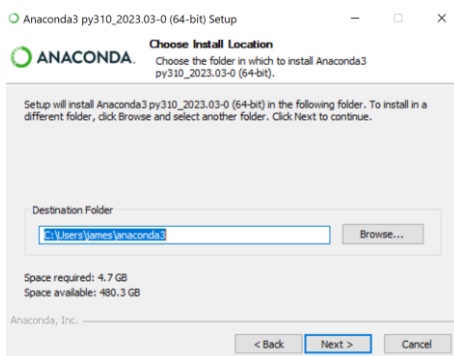 Anaconda3 py310_2023.03-0 (64-bit) Setup
ANACONDA.
Choose Install Location
Choose the folder in which to install Anaconda3
py310_2023.03-0 (64-bit).
Setup will install Anaconda3 py310_2023.03-0 (64-bit) in the following folder. To install in a
different folder, click Browse and select another folder. Click Next to continue.
Destination Folder
C:\Users\james\anaconda3
Browse...
Space required: 4.7 GB
Space available: 480.3 GB
Anaconda, Inc.
< Back
Next >
Cancel